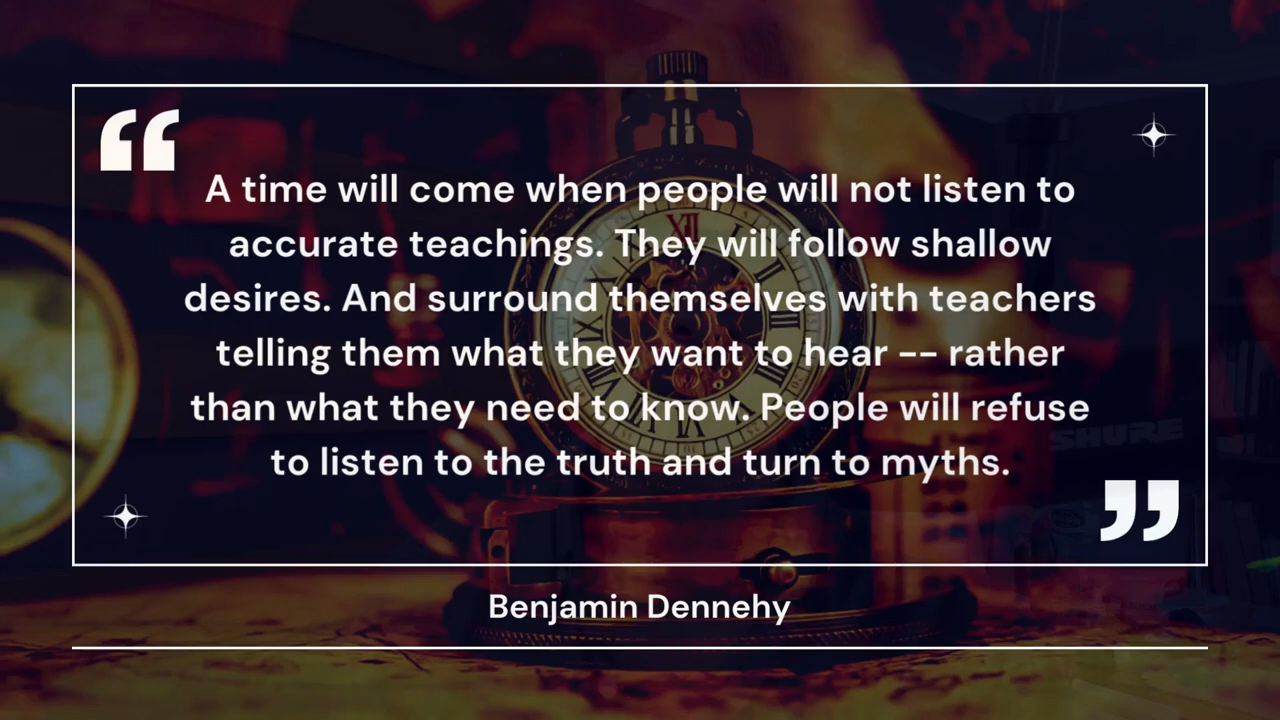 “
A time will come when people will not listen to
accurate teachings. They will follow shallow
desires. And surround themselves with teachers
telling them what they want to hear -- rather
than what they need to know. People will refuse
to listen to the truth and turn to myths.
”
Benjamin Dennehy
SHURE
XII